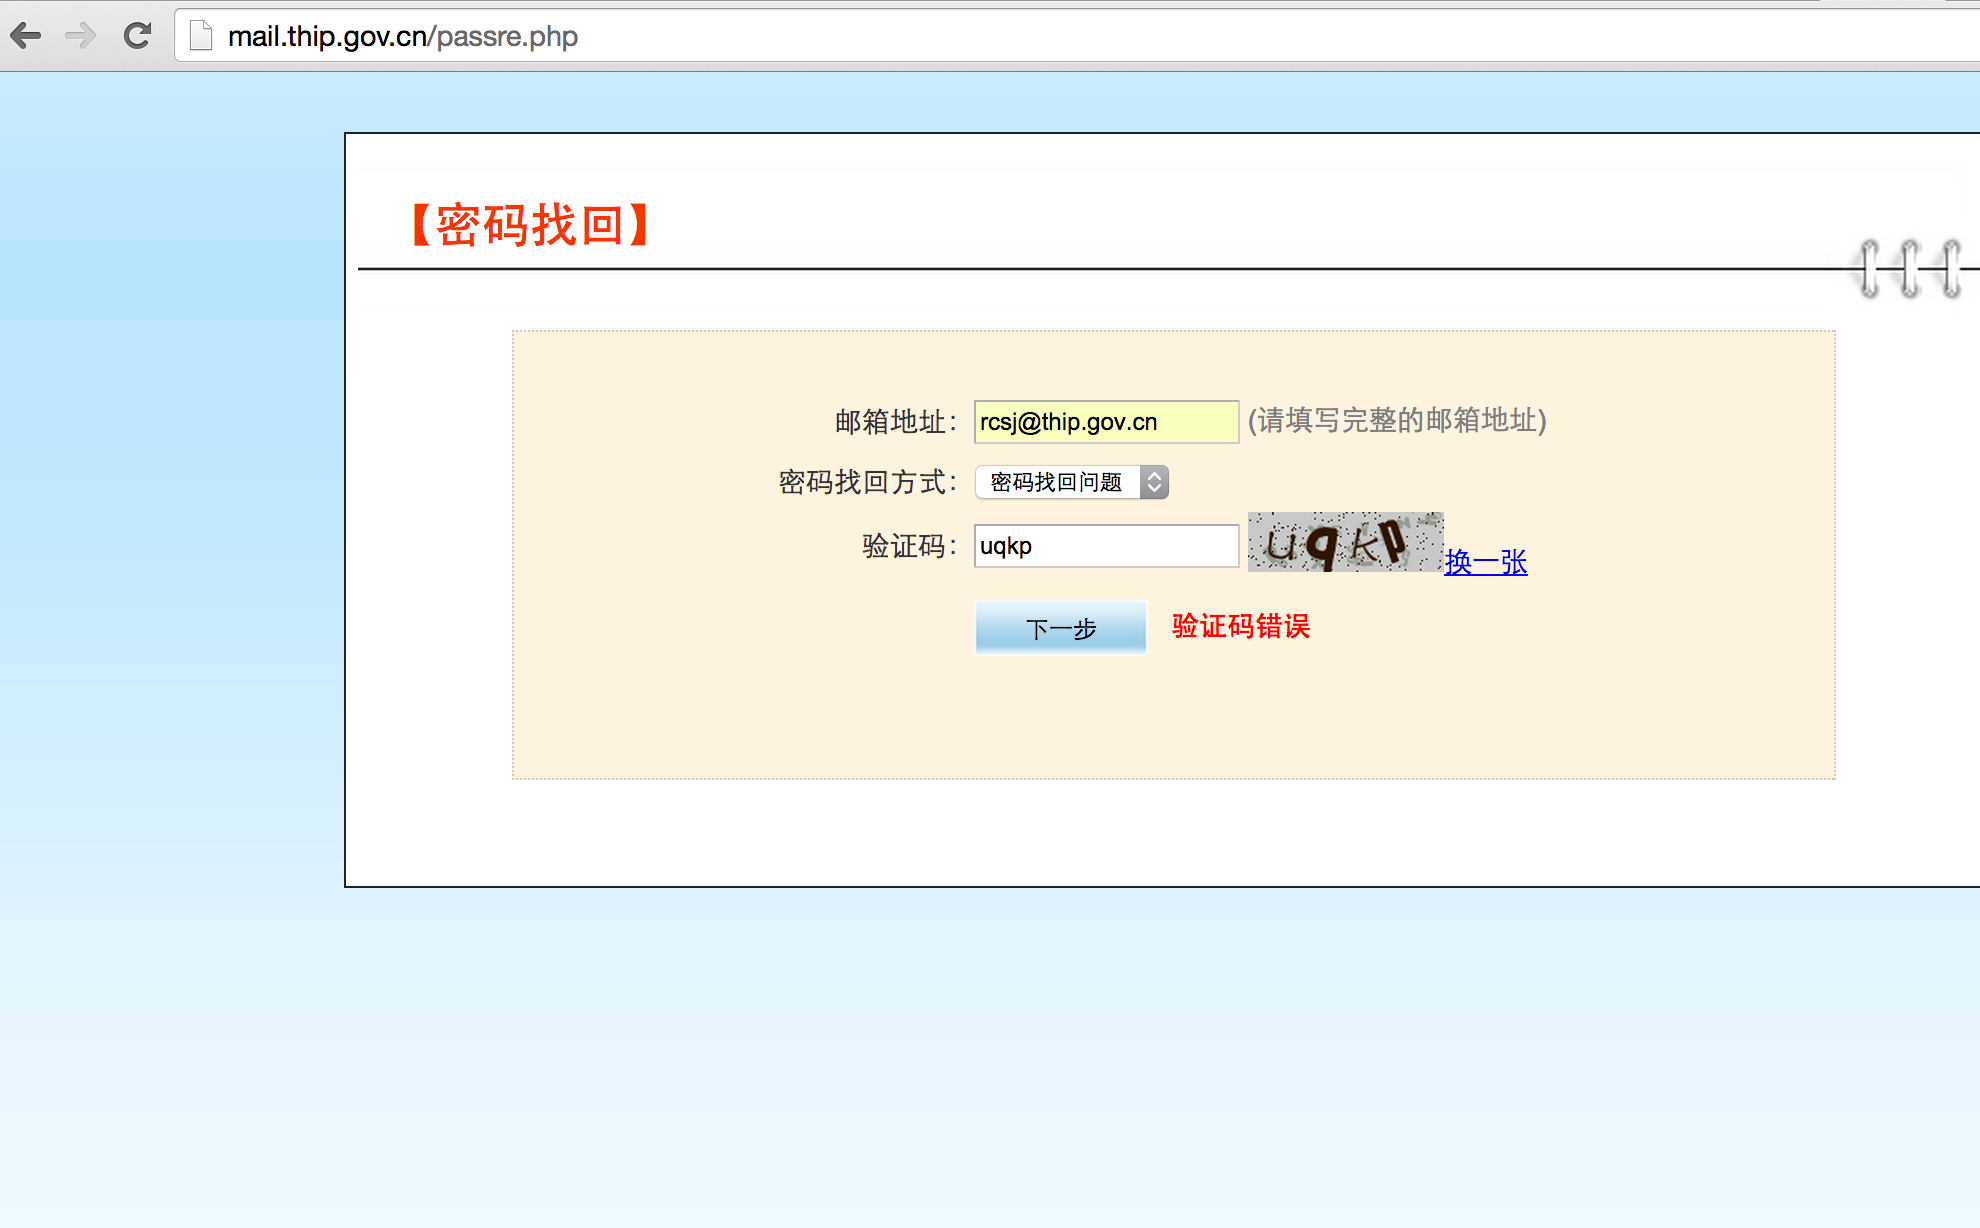 mail.thip.gov.cn/passre.php
【密码找回】
邮箱地址： rcsj@thip.gov.cn (请填写完整的邮箱地址)
密码找回方式： 密码找回问题
验证码： uqkp uqkp 换一张
下一步 验证码错误